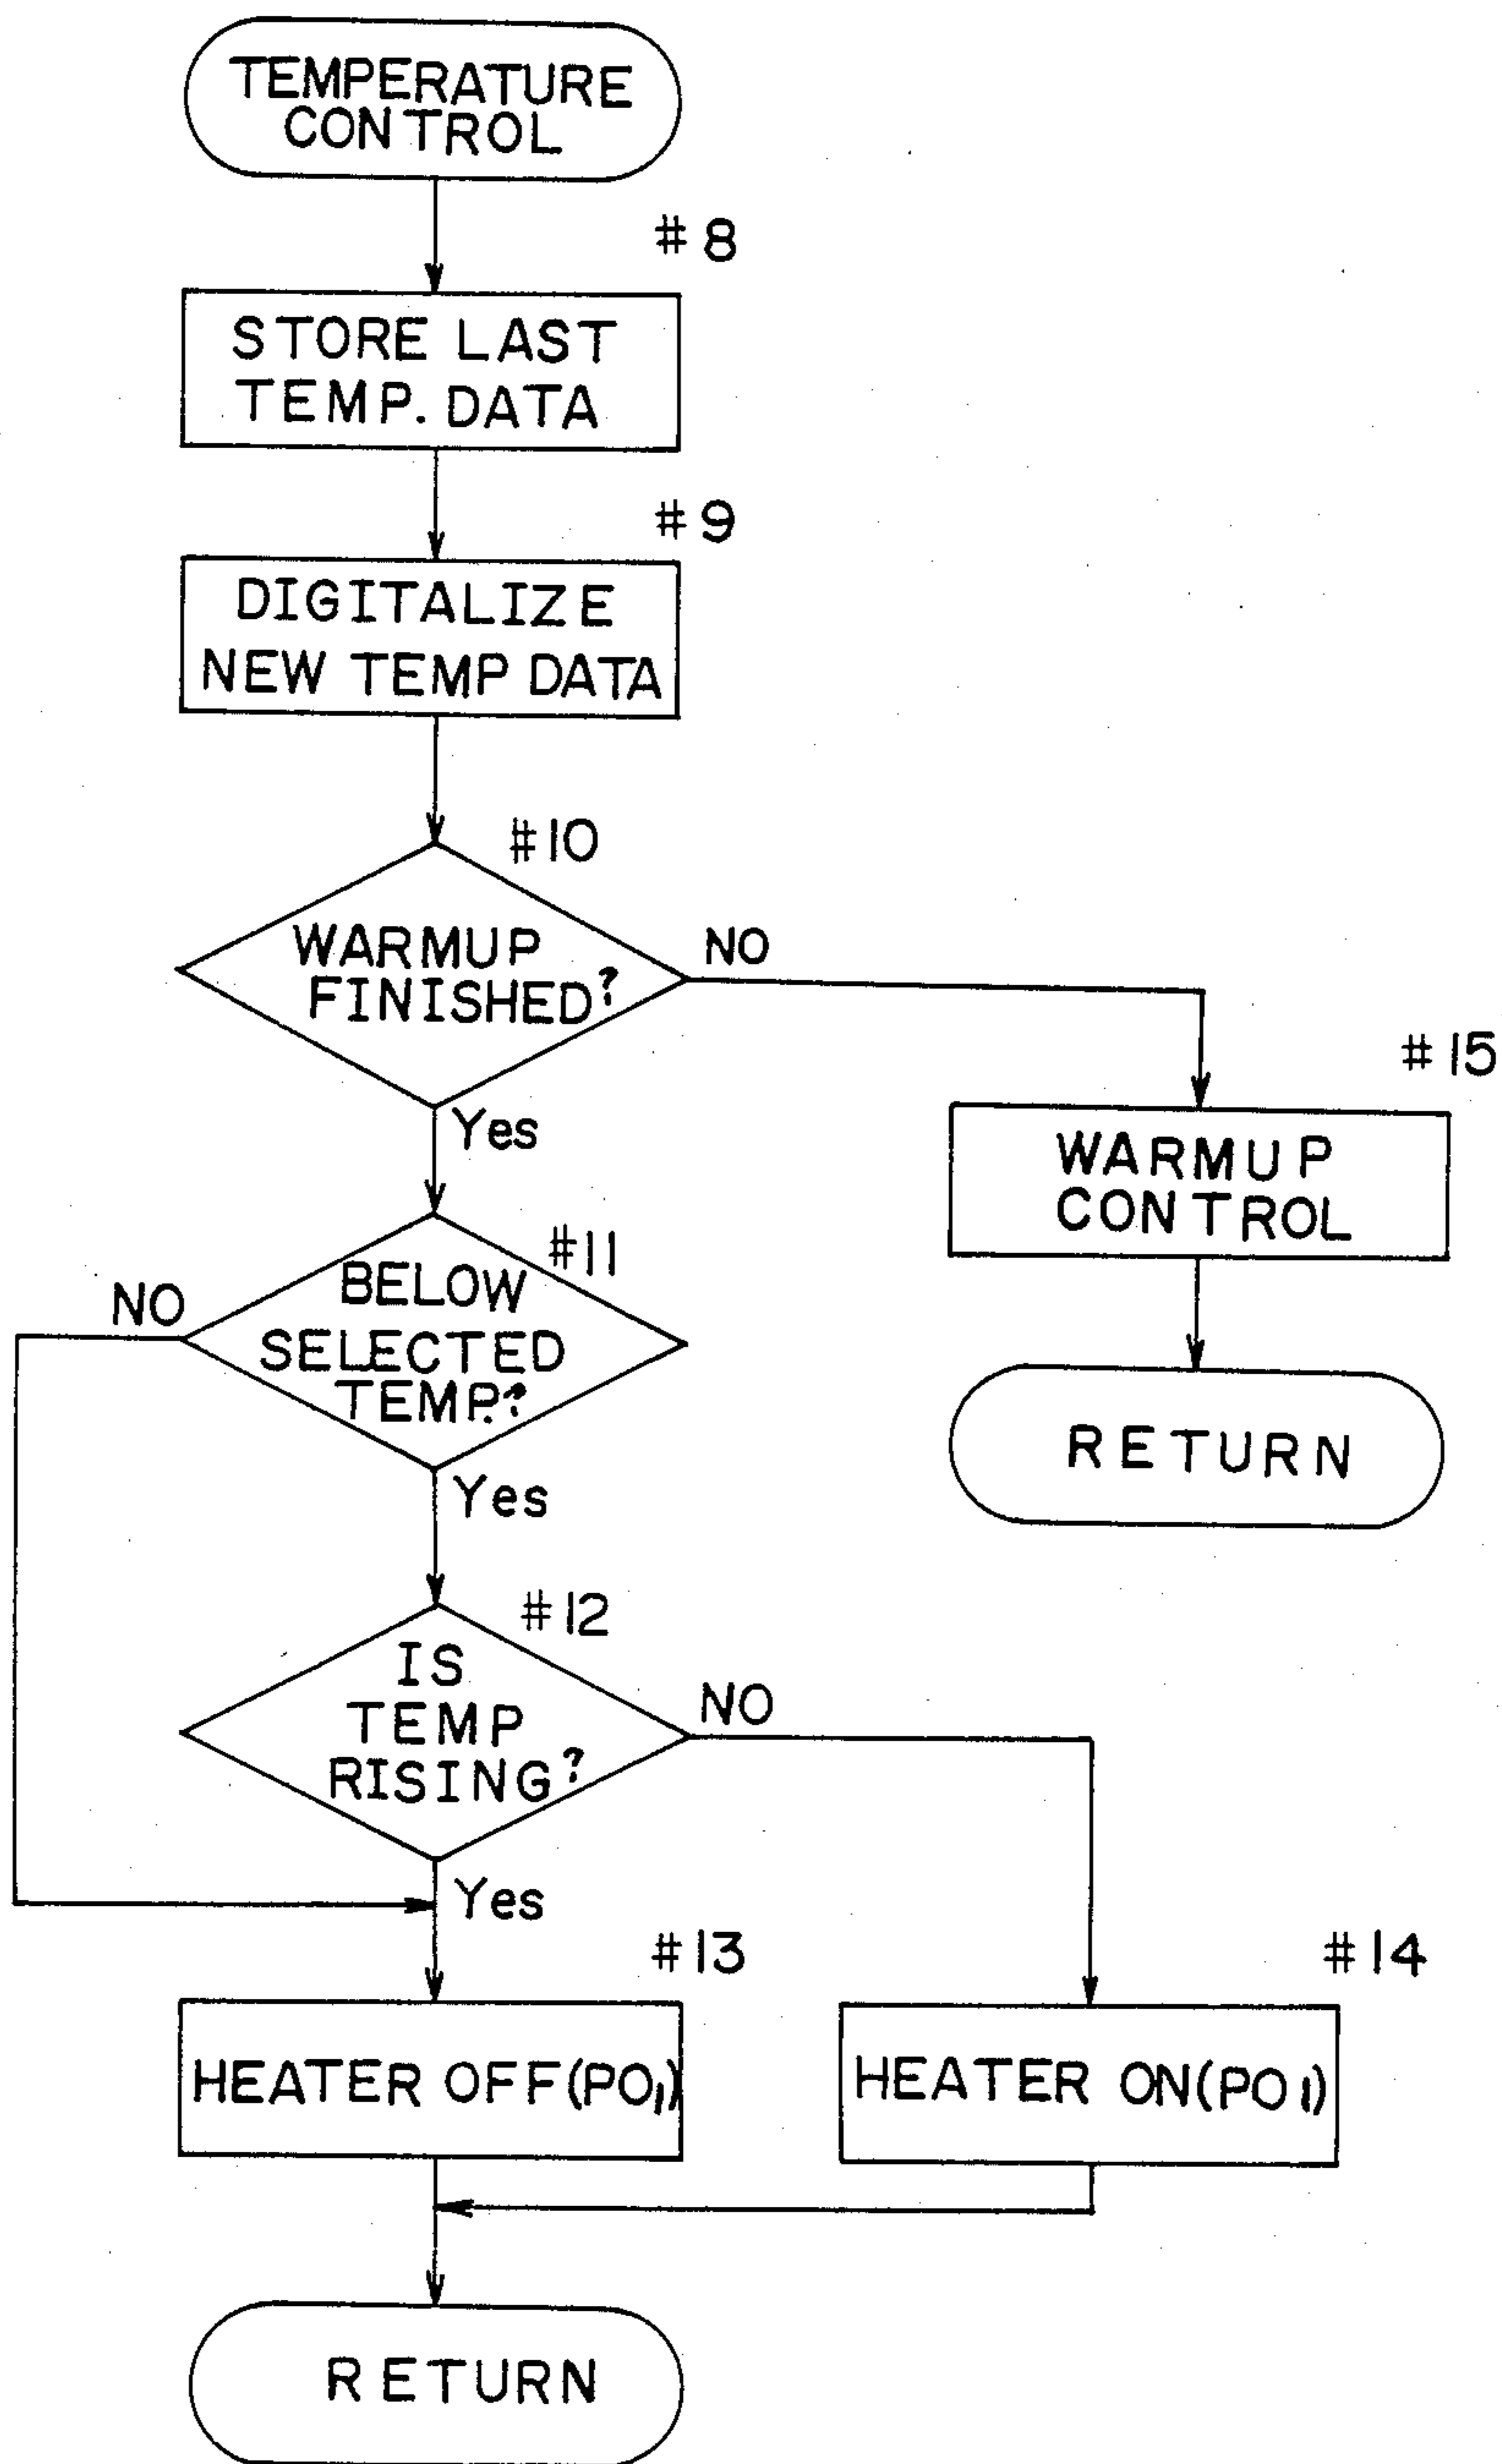 TEMPERATURE
CONTROL
#8
STORE LAST
TEMP. DATA
#9
DIGITALIZE
NEW TEMP DATA
#10
WARMUP
FINISHED?
NO
Yes
#15
WARMUP
CONTROL
RETURN
#11
BELOW
SELECTED
TEMP.?
NO
Yes
#12
IS
TEMP
RISING?
NO
Yes
#13
HEATER OFF(PO1)
#14
HEATER ON(PO1)
RETURN